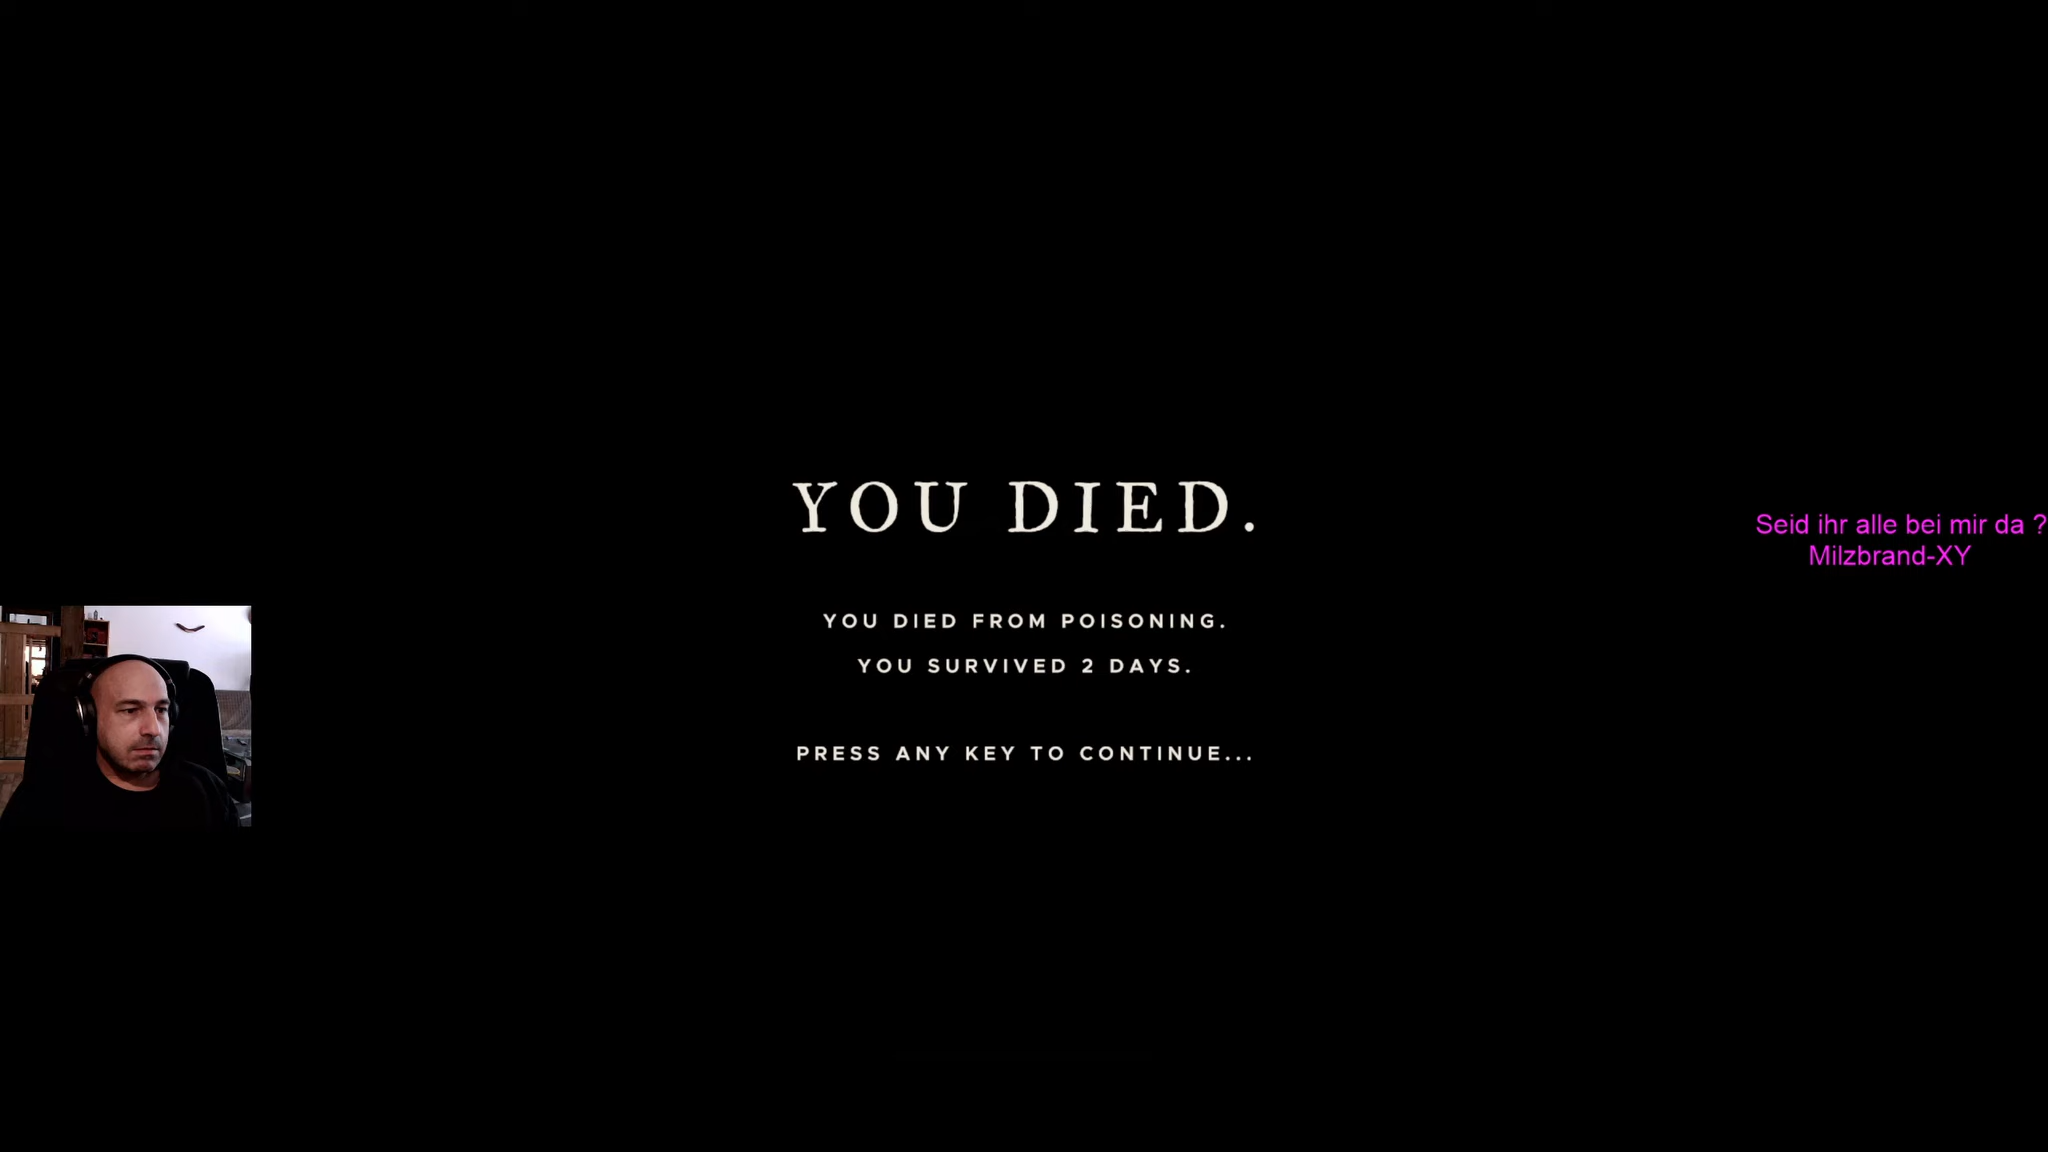 YOU DIED.
YOU DIED FROM POISONING.
YOU SURVIVED 2 DAYS.
PRESS ANY KEY TO CONTINUE...
Seid ihr alle bei mir da ?
Milzbrand-XY